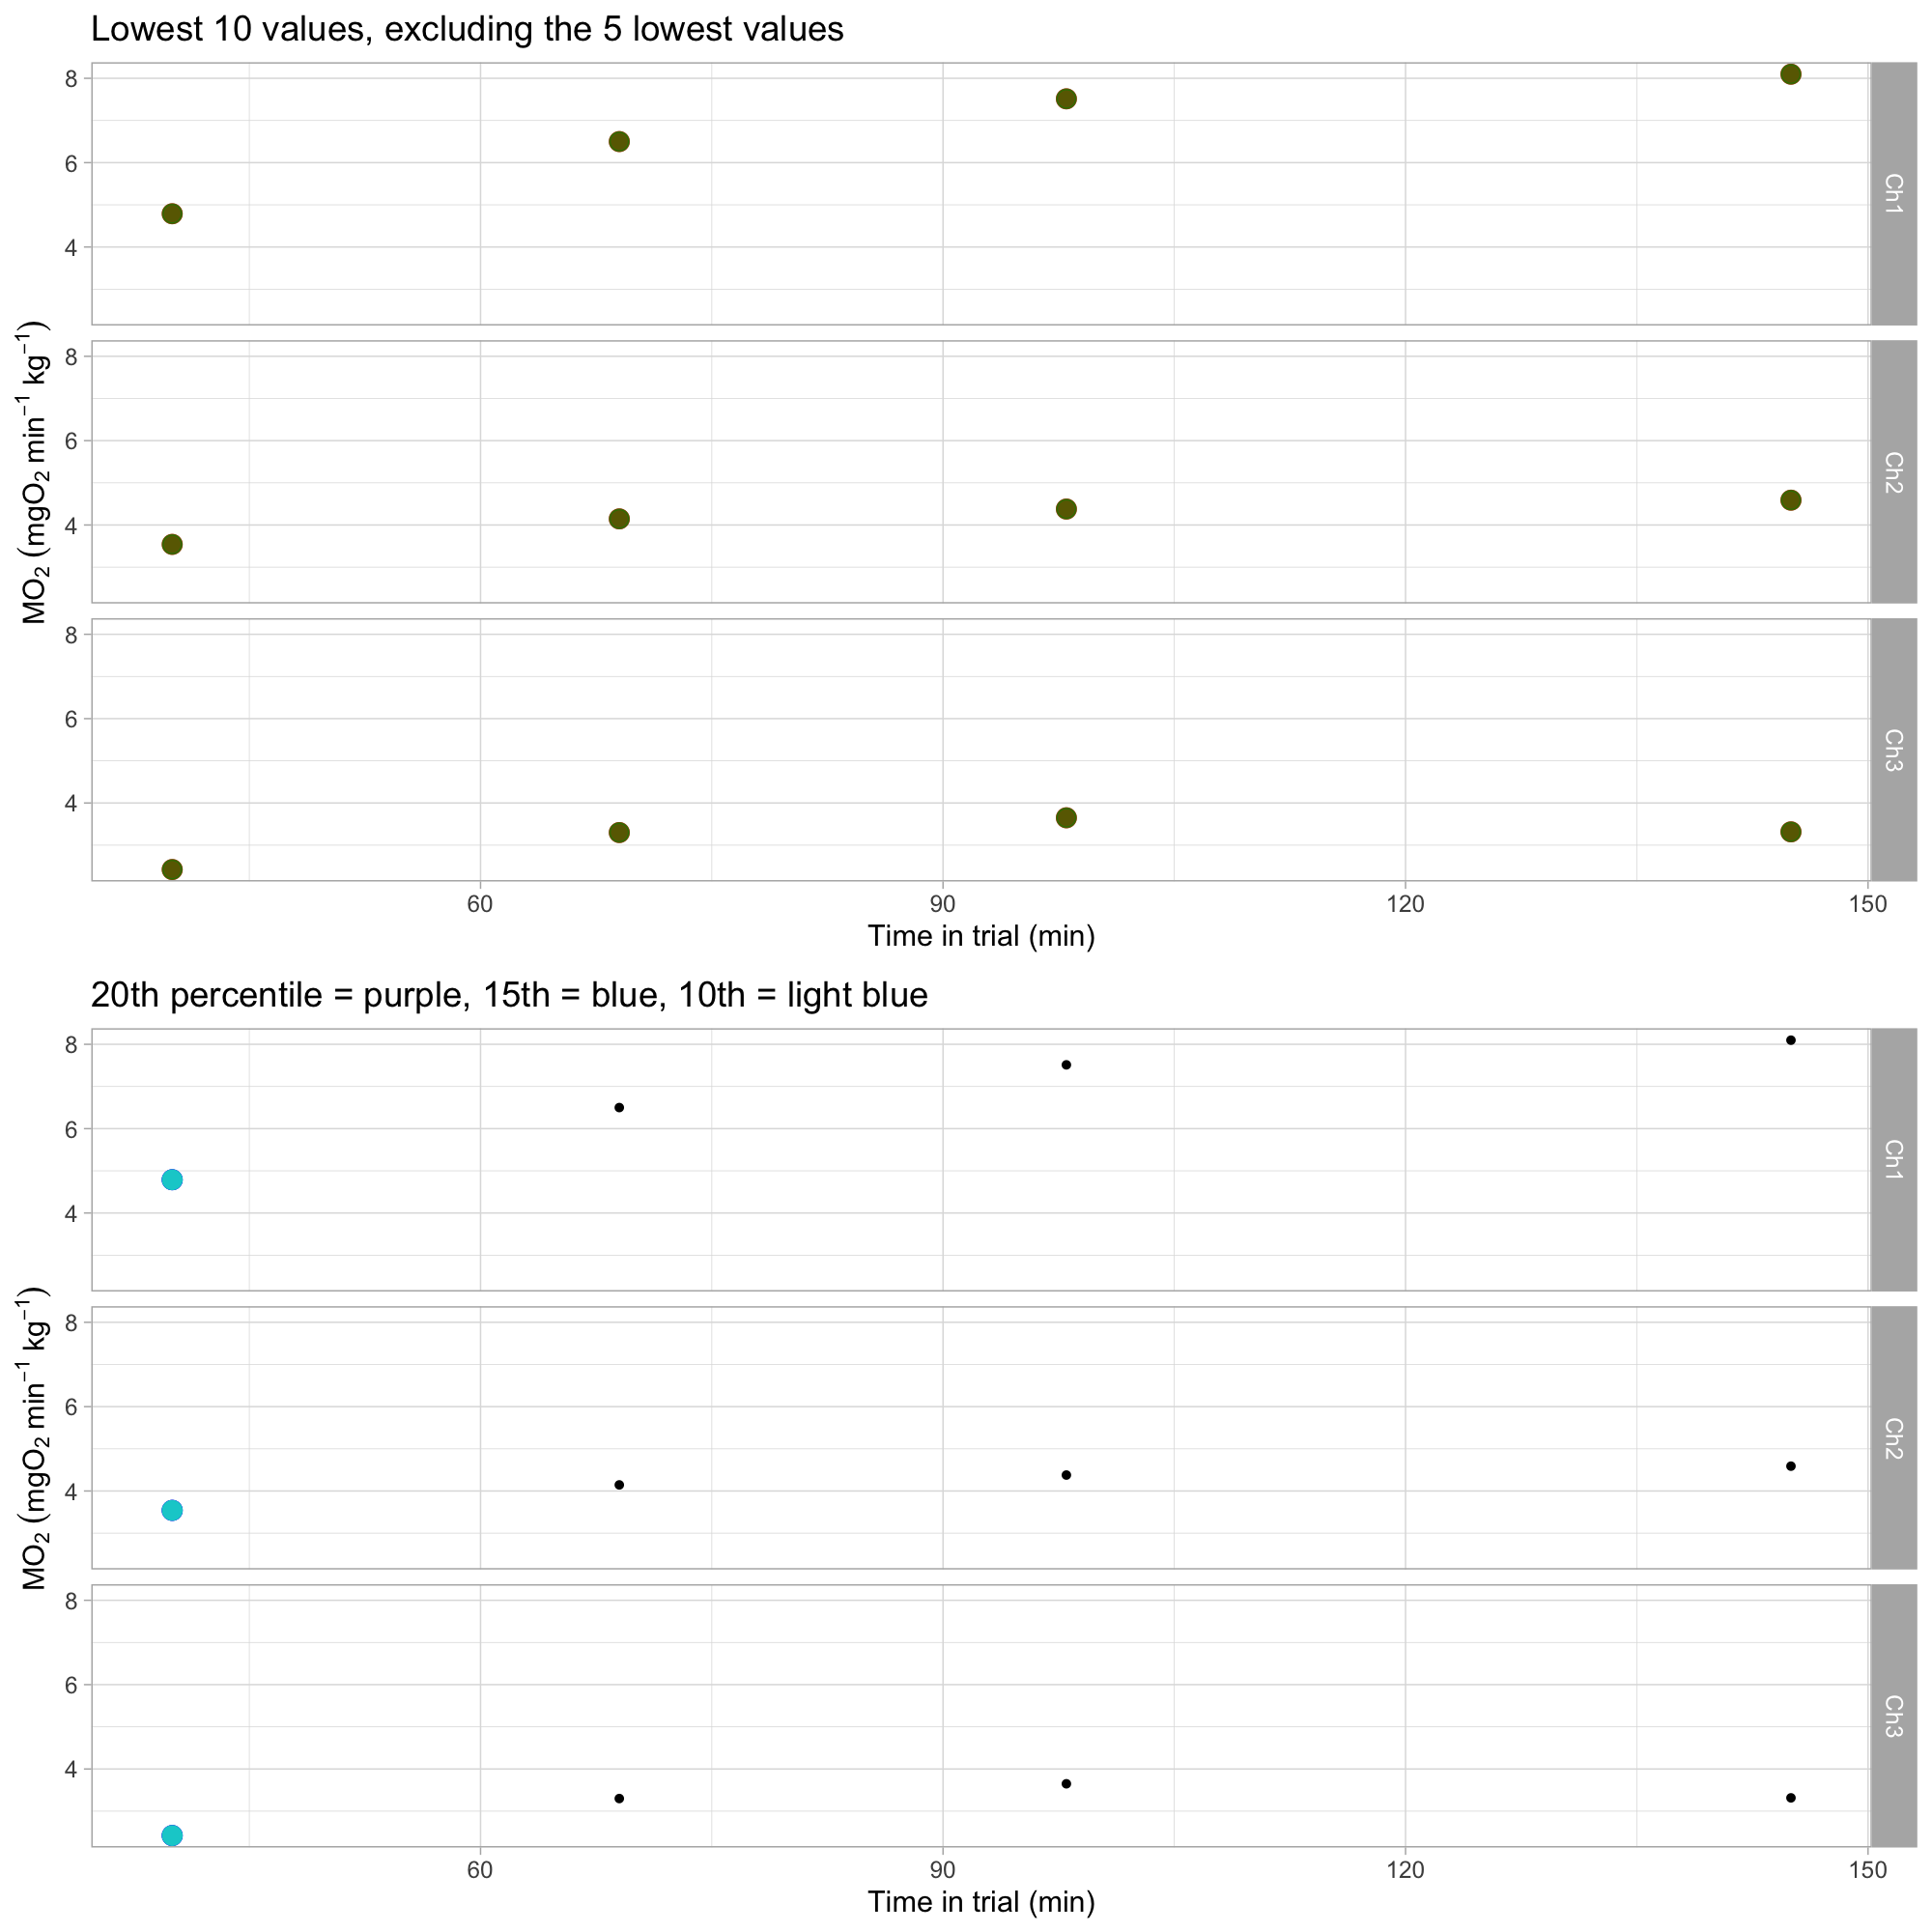 Lowest 10 values, excluding the 5 lowest values
8
6
4
Ch1
8
6
4
Ch2
8
6
4
Ch3
MO₂ (mgO₂ min⁻¹ kg⁻¹)
60 90 120 150
Time in trial (min)
20th percentile = purple, 15th = blue, 10th = light blue
8
6
4
Ch1
8
6
4
Ch2
8
6
4
Ch3
MO₂ (mgO₂ min⁻¹ kg⁻¹)
60 90 120 150
Time in trial (min)